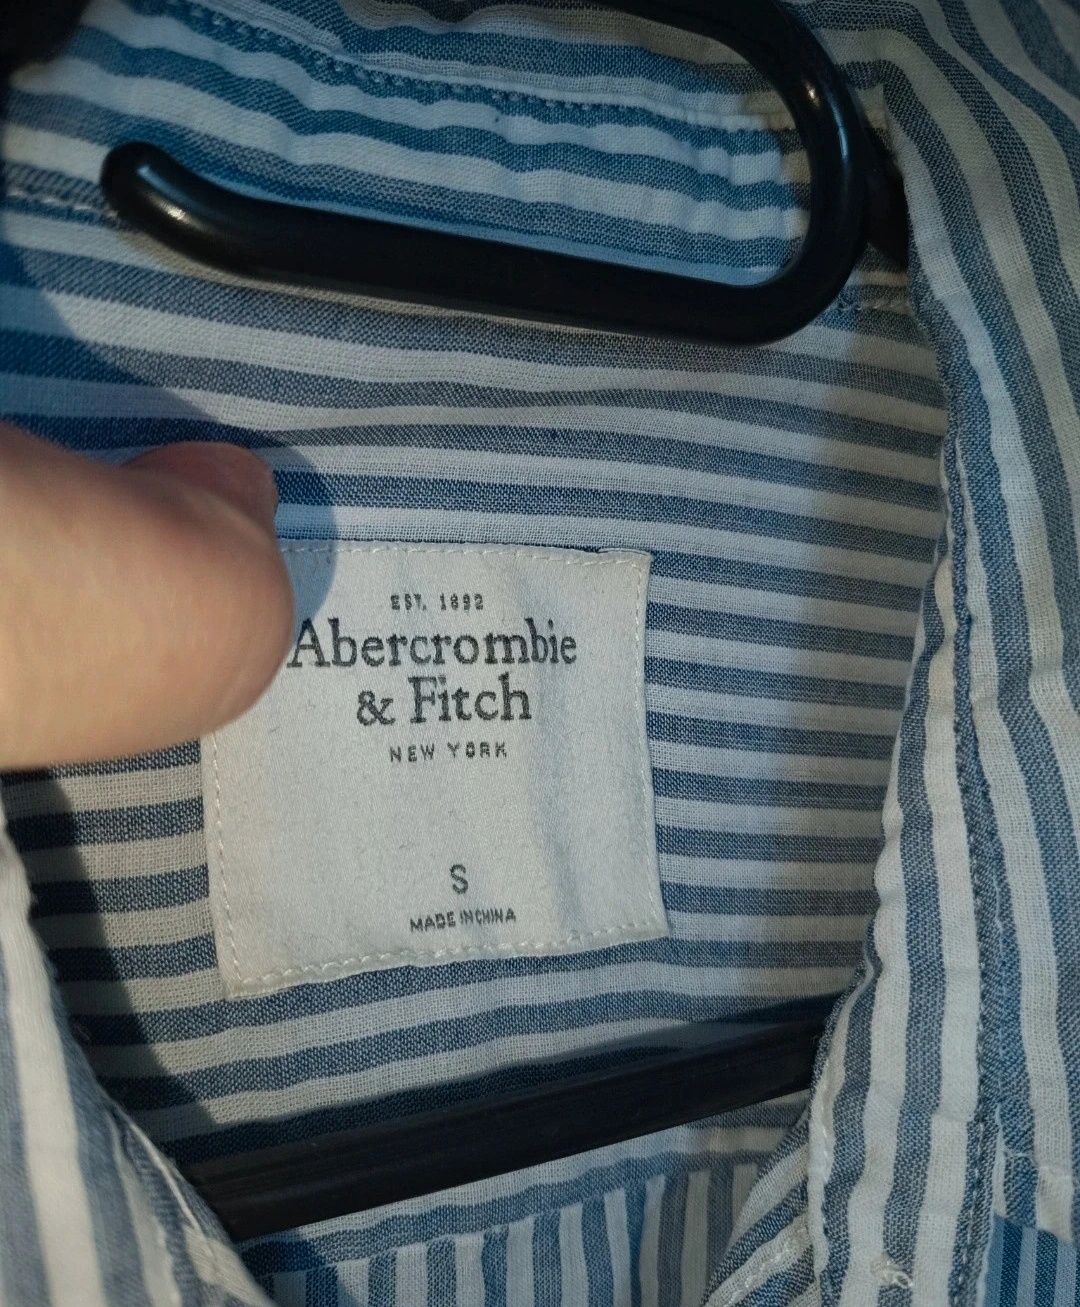 EST. 1892
Abercrombie
& Fitch
NEW YORK
S
MADE IN CHINA